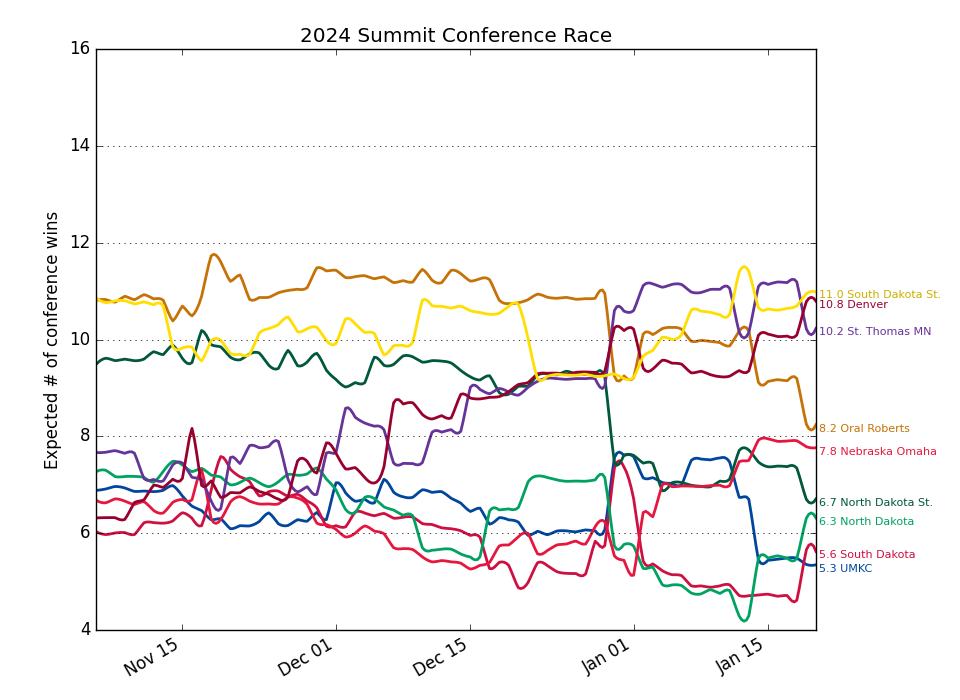 2024 Summit Conference Race
Expected # of conference wins
16
14
12
10
8
6
4
Nov 15
Dec 01
Dec 15
Jan 01
Jan 15
11.0 South Dakota St.
10.8 Denver
10.2 St. Thomas MN
8.2 Oral Roberts
7.8 Nebraska Omaha
6.7 North Dakota St.
6.3 North Dakota
5.6 South Dakota
5.3 UMKC